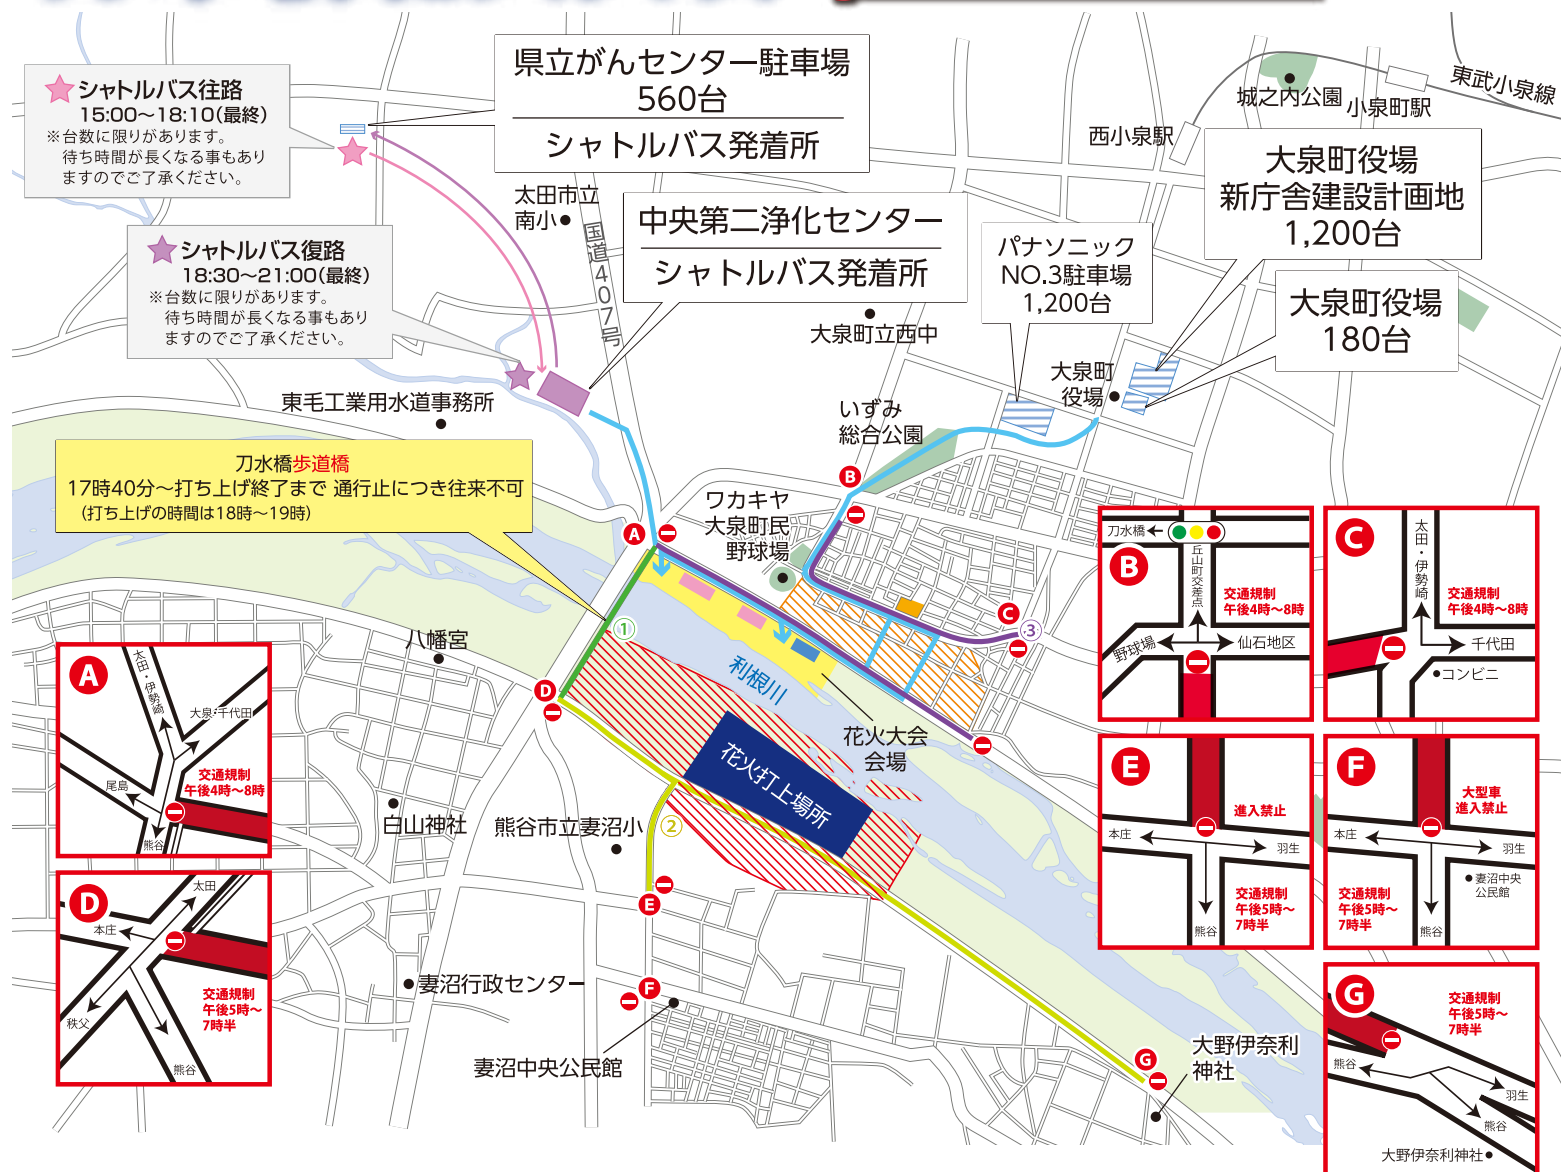 シャトルバス往路
15:00〜18:10(最終)
※台数に限りがあります。
待ち時間が長くなる事もあり
ますのでご了承ください。
県立がんセンター駐車場
560台
シャトルバス発着所
城之内公園
小泉町駅
東武小泉線
西小泉駅
大泉町役場
新庁舎建設計画地
1,200台
太田市立
南小
国道407号
シャトルバス復路
18:30〜21:00(最終)
※台数に限りがあります。
待ち時間が長くなる事もあり
ますのでご了承ください。
中央第二浄化センター
シャトルバス発着所
パナソニック
NO.3駐車場
1,200台
大泉町役場
180台
大泉町立西中
大泉町
役場
東毛工業用水道事務所
いずみ
総合公園
刀水橋歩道橋
17時40分〜打ち上げ終了まで 通行止につき往来不可
(打ち上げの時間は18時〜19時)
ワカキヤ
大泉町民
野球場
A
B
C
D
E
F
G
①
②
③
八幡宮
利根川
花火大会
会場
花火打上場所
白山神社
熊谷市立妻沼小
妻沼行政センター
妻沼中央公民館
大野伊奈利
神社
A
太田・伊勢崎
大泉・千代田
尾島
熊谷
交通規制
午後4時〜8時
B
刀水橋
丘山町交差点
野球場
仙石地区
交通規制
午後4時〜8時
C
太田・伊勢崎
千代田
コンビニ
交通規制
午後4時〜8時
D
太田
本庄
秩父
熊谷
交通規制
午後5時〜
7時半
E
進入禁止
本庄
羽生
熊谷
交通規制
午後5時〜
7時半
F
大型車
進入禁止
本庄
羽生
妻沼中央
公民館
熊谷
交通規制
午後5時〜
7時半
G
交通規制
午後5時〜
7時半
熊谷
羽生
熊谷
大野伊奈利神社